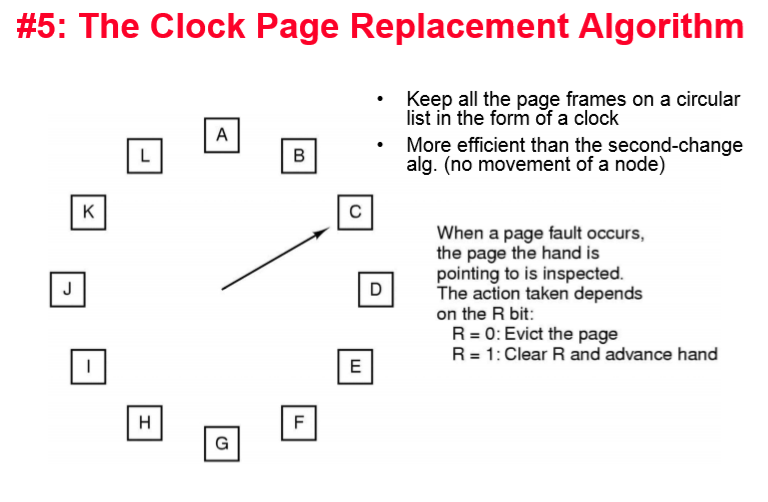 #5: The Clock Page Replacement Algorithm
• Keep all the page frames on a circular
list in the form of a clock
• More efficient than the second-change
alg. (no movement of a node)
A
L
B
K
C
J
D
I
E
H
F
G
When a page fault occurs,
the page the hand is
pointing to is inspected.
The action taken depends
on the R bit:
R = 0: Evict the page
R = 1: Clear R and advance hand